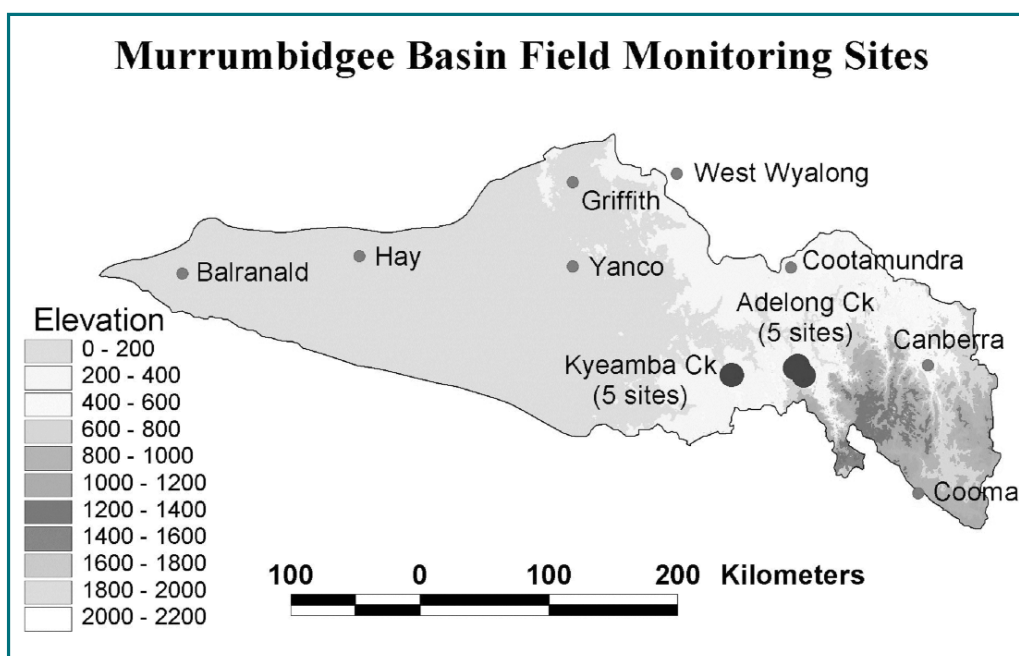 Murrumbidgee Basin Field Monitoring Sites
West Wyalong
Griffith
Hay
Balranald
Yanco
Cootamundra
Adelong Ck
(5 sites)
Canberra
Kyeamba Ck
(5 sites)
Cooma
Elevation
0 - 200
200 - 400
400 - 600
600 - 800
800 - 1000
1000 - 1200
1200 - 1400
1400 - 1600
1600 - 1800
1800 - 2000
2000 - 2200
100 0 100 200 Kilometers